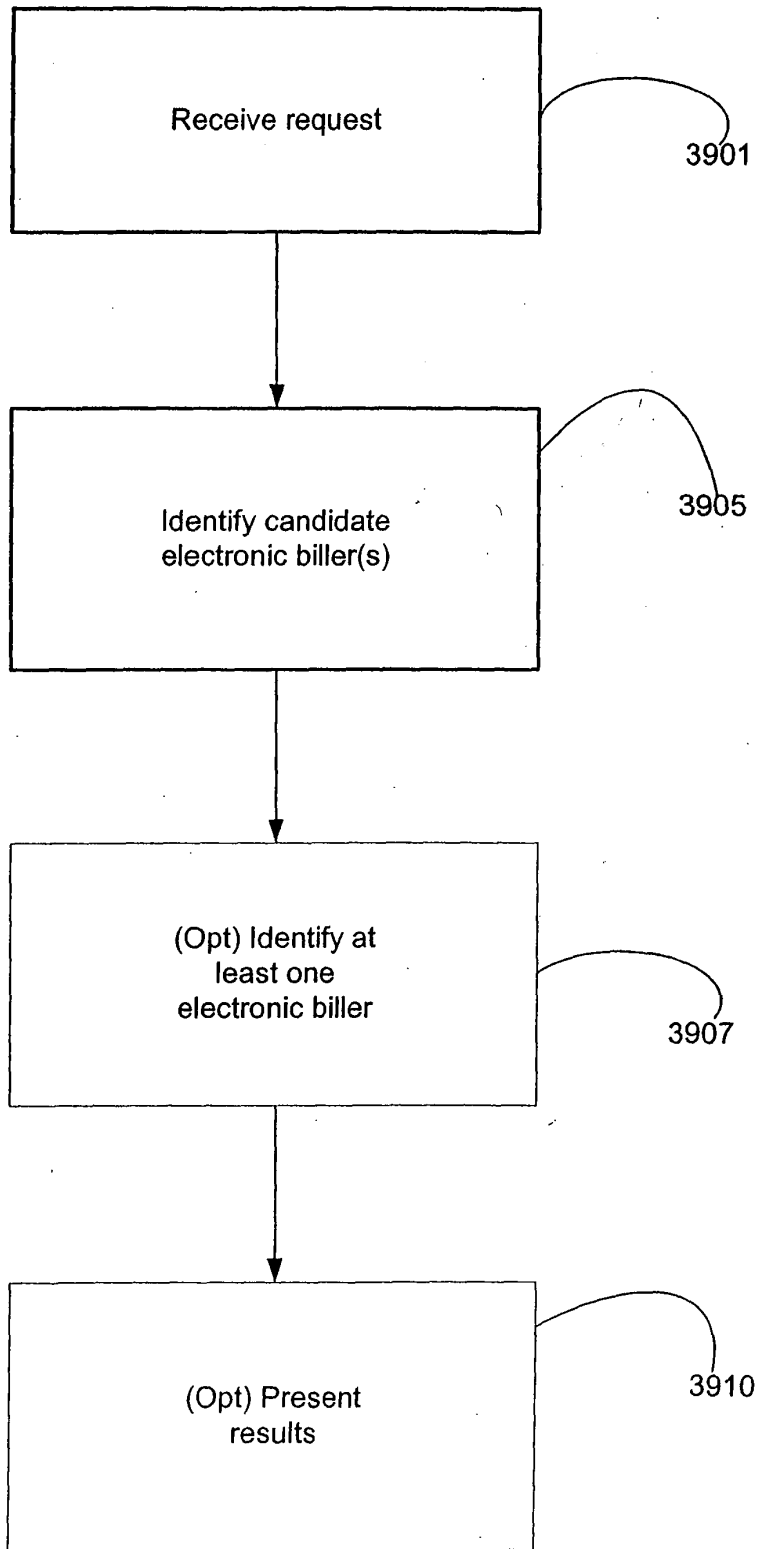 Receive request
3901
Identify candidate
electronic biller(s)
3905
(Opt) Identify at
least one
electronic biller
3907
(Opt) Present
results
3910